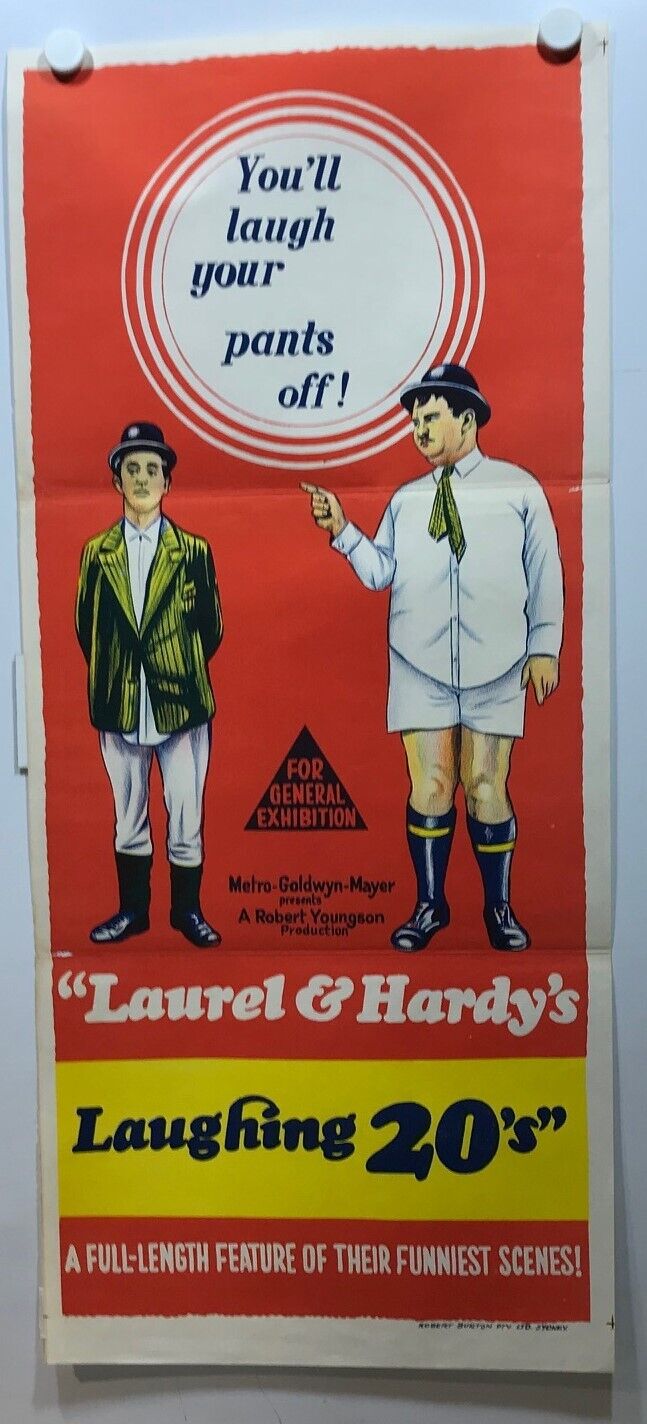 You'll
laugh
your
pants
off!
FOR
GENERAL
EXHIBITION
Metro-Goldwyn-Mayer
presents
A Robert Youngson
Production
"Laurel & Hardy's
Laughing 20's"
A FULL-LENGTH FEATURE OF THEIR FUNNIEST SCENES!
ROBERT BURTON PTY. LTD. SYDNEY.